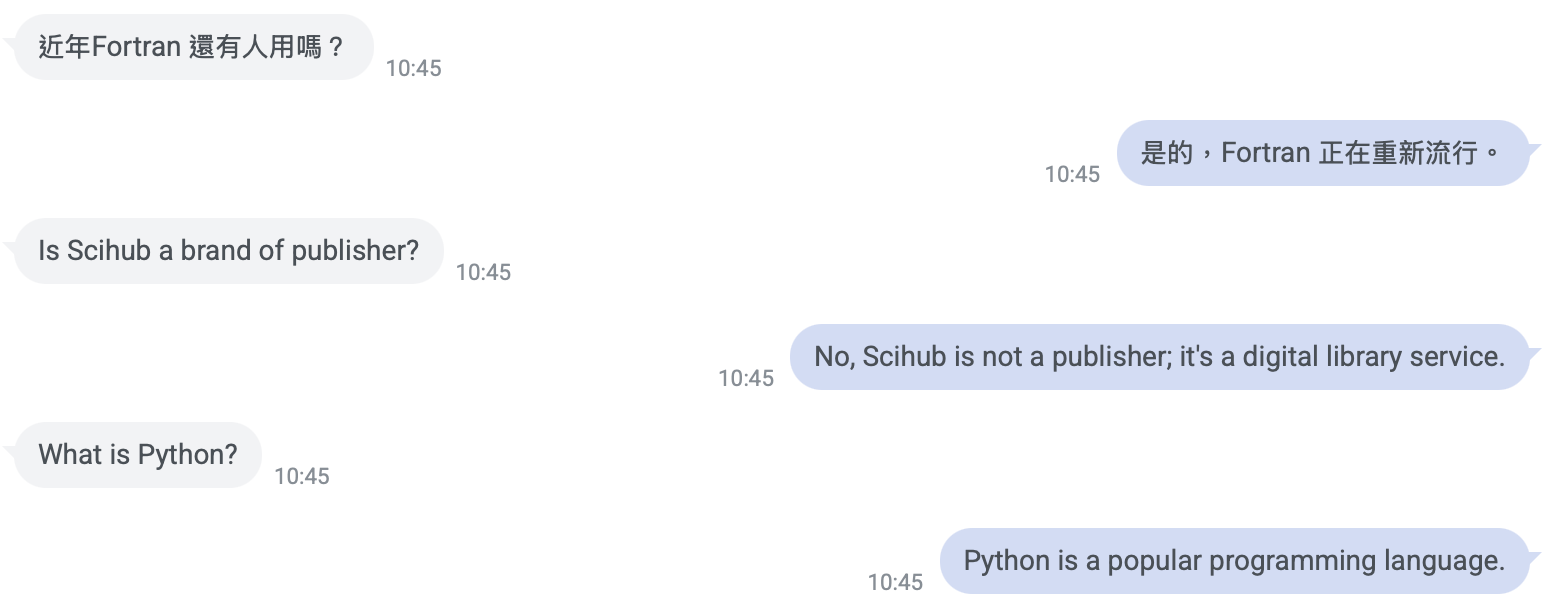 近年Fortran 還有人用嗎？
10:45
是的，Fortran 正在重新流行。
10:45
Is Scihub a brand of publisher?
10:45
No, Scihub is not a publisher; it's a digital library service.
10:45
What is Python?
10:45
Python is a popular programming language.
10:45